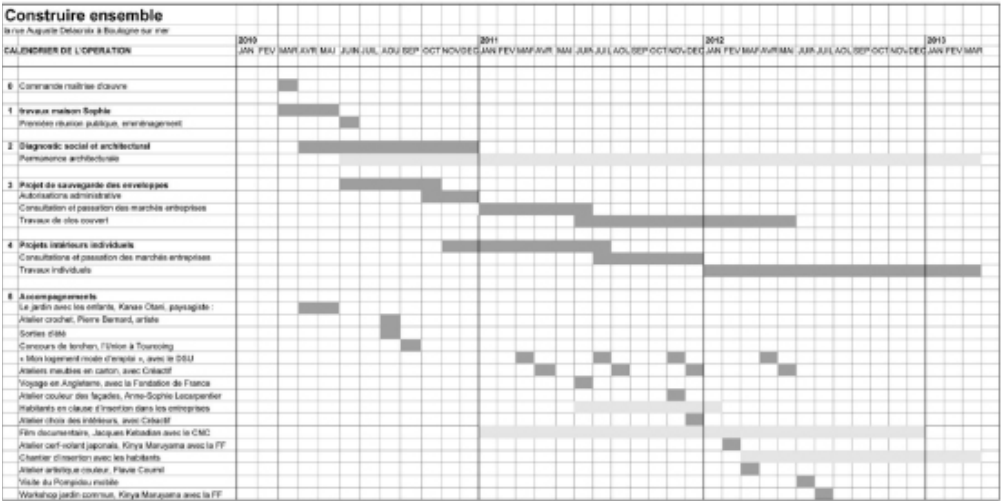 Construire ensemble
la rue Auguste Delacroix à Boulogne sur mer
2010 2011 2012 2013
CALENDRIER DE L'OPERATION JAN FEV MAR AVR MAI JUIN JUIL AOU SEP OCT NOV DEC JAN FEV MAR AVR MAI JUIN JUIL AOU SEP OCT NOV DEC JAN FEV MAR AVR MAI JUIN JUIL AOU SEP OCT NOV DEC JAN FEV MAR
0 Commande maîtrise d'œuvre
1 travaux maison Sophie
Première réunion publique, emménagement
2 Diagnostic social et architectural
Permanence architecturale
3 Projet de sauvegarde des enveloppes
Autorisations administrative
Consultation et passation des marchés entreprises
Travaux de clos couvert
4 Projets intérieurs individuels
Consultations et passation des marchés entreprises
Travaux individuels
5 Accompagnements
Le jardin avec les enfants, Kanae Otani, paysagiste :
Atelier crochet, Pierre Bernard, artiste
Sorties d'été
Concours de torchon, l'Union à Tourcoing
« Mon logement mode d'emploi », avec le DSU
Ateliers meubles en carton, avec Créactif
Voyage en Angleterre, avec la Fondation de France
Atelier couleur des façades, Anne-Sophie Lecarpentier
Habitants en clause d'insertion dans les entreprises
Atelier choix des intérieurs, avec Créactif
Film documentaire, Jacques Kebadian avec le CNC
Atelier cerf-volant japonais, Kinya Maruyama avec la FF
Chantier d'insertion avec les habitants
Atelier artistique couleur, Flavie Cournil
Visite du Pompidou mobile
Workshop jardin commun, Kinya Maruyama avec la FF